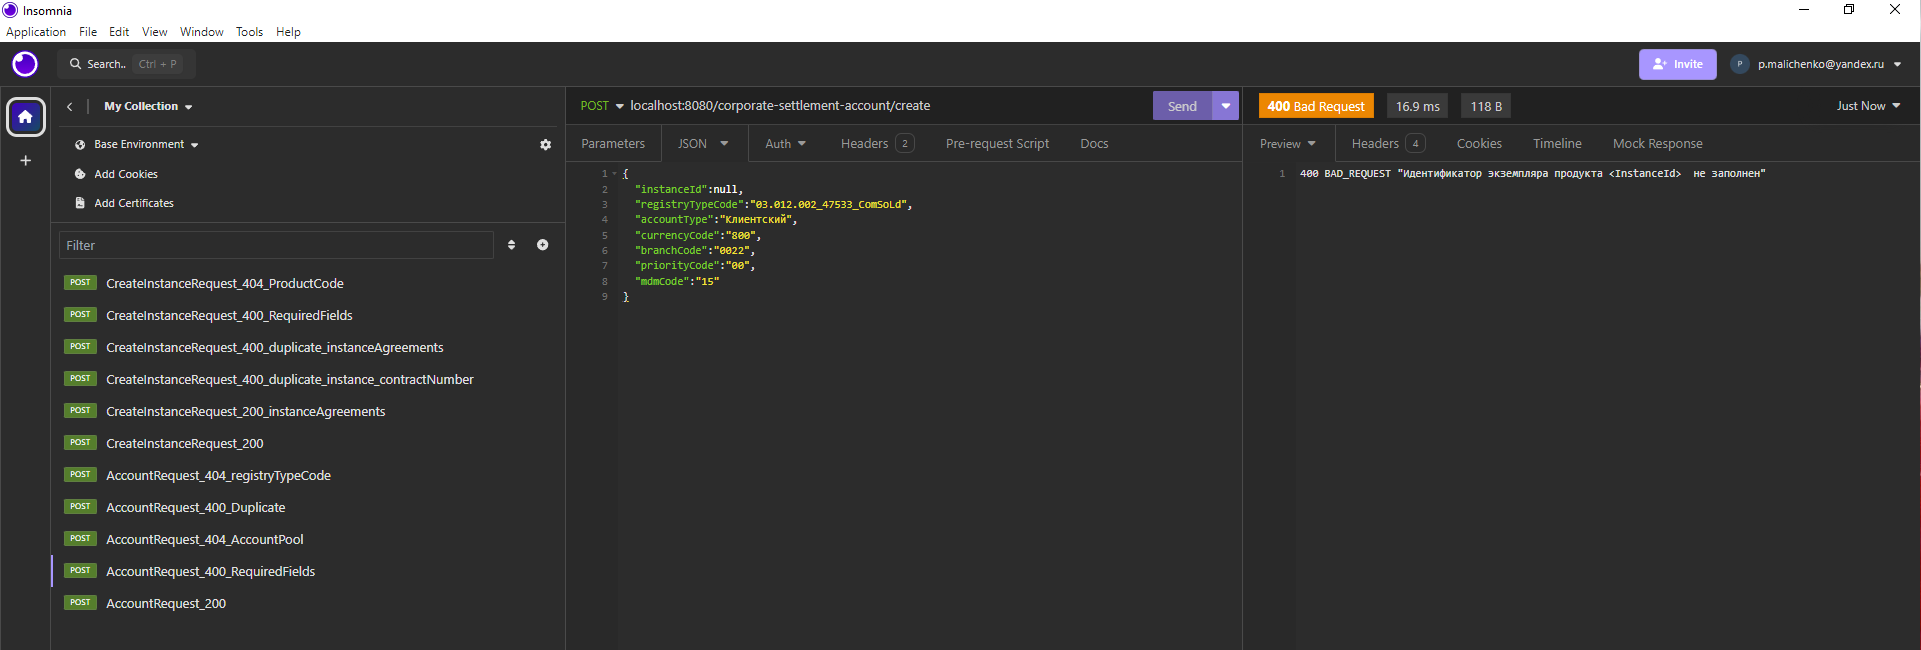 Insomnia
Application File Edit View Window Tools Help
Search.. Ctrl + P
Invite
P p.malichenko@yandex.ru
My Collection
Base Environment
Add Cookies
Add Certificates
Filter
POST CreateInstanceRequest_404_ProductCode
POST CreateInstanceRequest_400_RequiredFields
POST CreateInstanceRequest_400_duplicate_instanceAgreements
POST CreateInstanceRequest_400_duplicate_instance_contractNumber
POST CreateInstanceRequest_200_instanceAgreements
POST CreateInstanceRequest_200
POST AccountRequest_404_registryTypeCode
POST AccountRequest_400_Duplicate
POST AccountRequest_404_AccountPool
POST AccountRequest_400_RequiredFields
POST AccountRequest_200
POST localhost:8080/corporate-settlement-account/create Send
Parameters JSON Auth Headers 2 Pre-request Script Docs
1 {
2 "instanceId":null,
3 "registryTypeCode":"03.012.002_47533_ComSoLd",
4 "accountType":"Клиентский",
5 "currencyCode":"800",
6 "branchCode":"0022",
7 "priorityCode":"00",
8 "mdmCode":"15"
9 }
400 Bad Request 16.9 ms 118 B Just Now
Preview Headers 4 Cookies Timeline Mock Response
1 400 BAD_REQUEST "Идентификатор экземпляра продукта <InstanceId>  не заполнен"